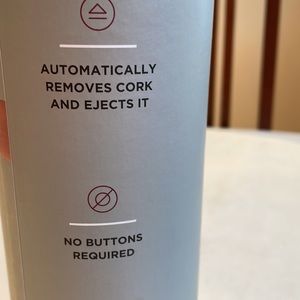 AUTOMATICALLY
REMOVES CORK
AND EJECTS IT
NO BUTTONS
REQUIRED